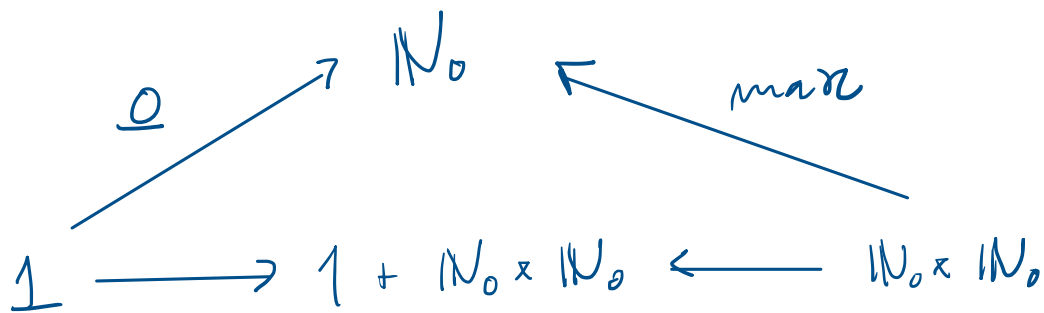 ℕ₀
0
max
1 → 1 + ℕ₀ × ℕ₀ ← ℕ₀ × ℕ₀